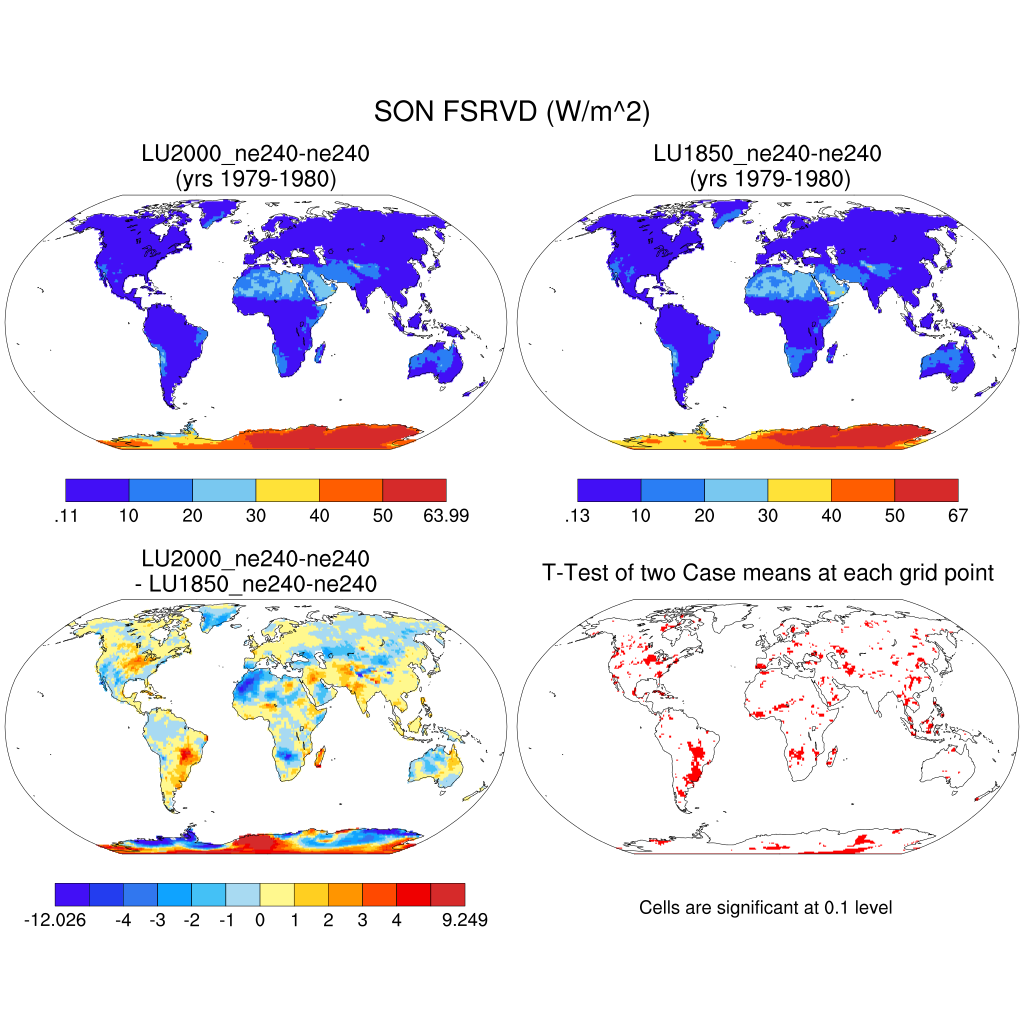 SON FSRVD (W/m^2)
LU2000_ne240-ne240
(yrs 1979-1980)
LU1850_ne240-ne240
(yrs 1979-1980)
.11 10 20 30 40 50 63.99
.13 10 20 30 40 50 67
LU2000_ne240-ne240
- LU1850_ne240-ne240
T-Test of two Case means at each grid point
-12.026 -4 -3 -2 -1 0 1 2 3 4 9.249
Cells are significant at 0.1 level